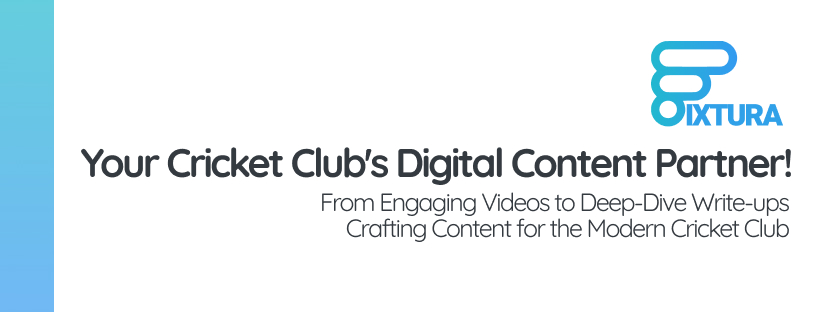 FIXTURA
Your Cricket Club's Digital Content Partner!
From Engaging Videos to Deep-Dive Write-ups
Crafting Content for the Modern Cricket Club